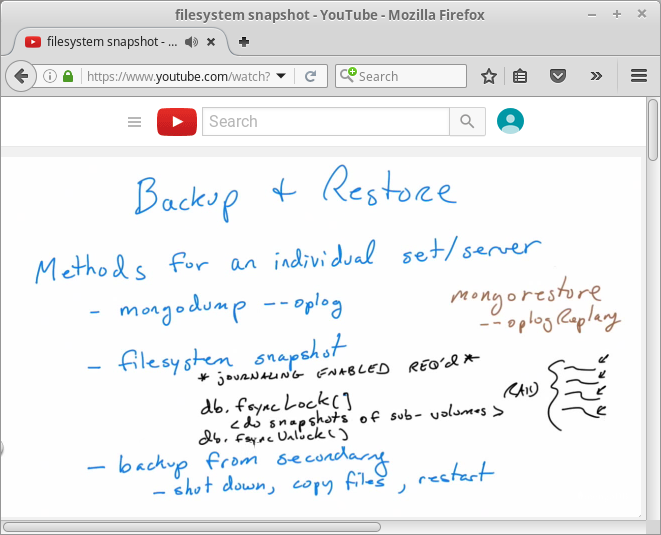 filesystem snapshot - YouTube - Mozilla Firefox
filesystem snapshot - ...
https://www.youtube.com/watch?
Search
Search
Backup + Restore
Methods for an individual set/server
- mongodump --oplog
mongorestore
--oplogReplay
- filesystem snapshot
* JOURNALING ENABLED REQ'd *
db.fsyncLock()
<do snapshots of sub-volumes>
(RAID)
db.fsyncUnlock()
- backup from secondary
- shut down, copy files, restart